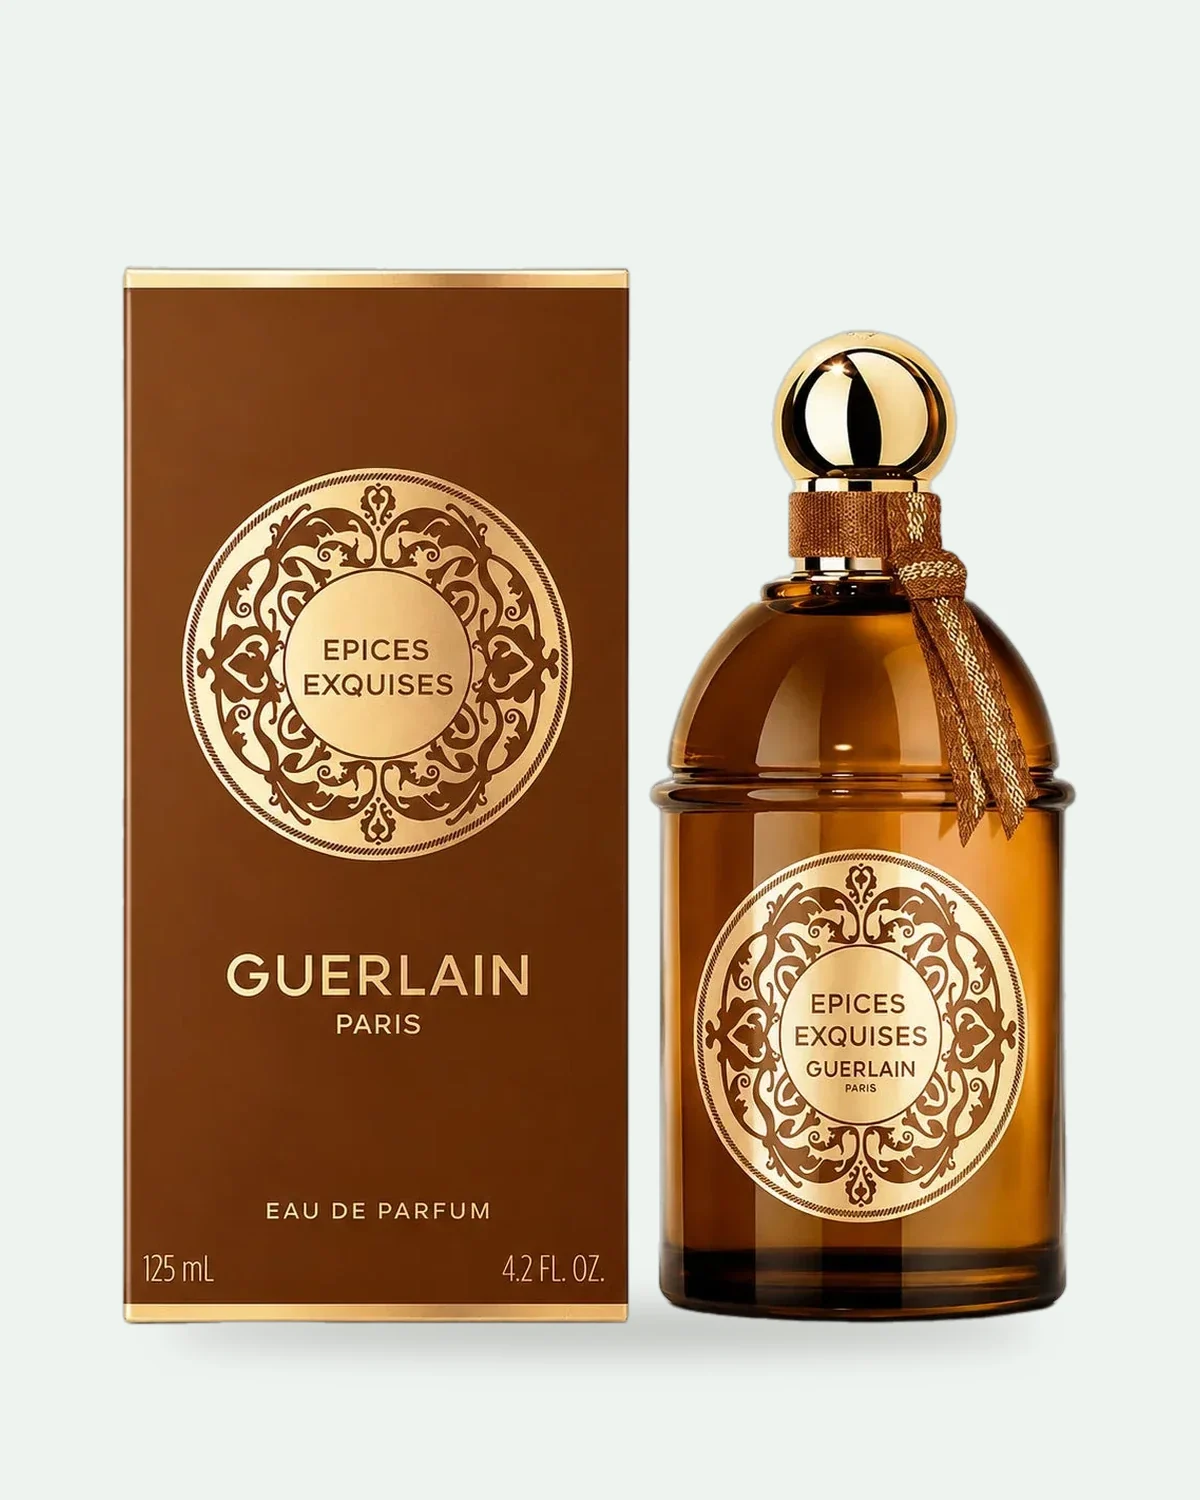 EPICES
EXQUISES
GUERLAIN
PARIS
EAU DE PARFUM
125 mL
4.2 FL. OZ.
EPICES
EXQUISES
GUERLAIN
PARIS